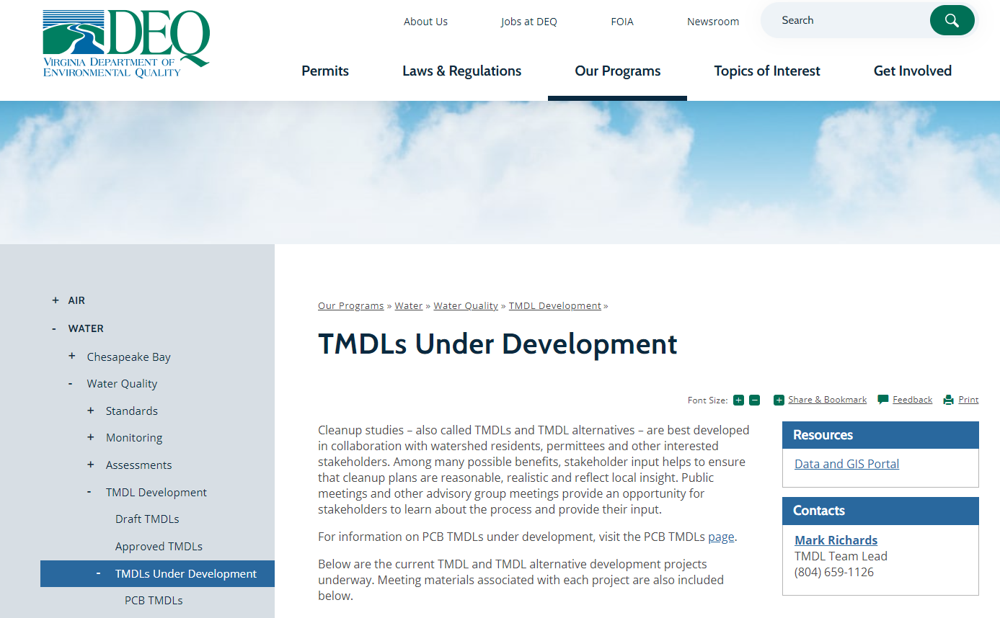 DEQ
VIRGINIA DEPARTMENT OF
ENVIRONMENTAL QUALITY
About Us
Jobs at DEQ
FOIA
Newsroom
Search
Permits
Laws & Regulations
Our Programs
Topics of Interest
Get Involved
+ AIR
- WATER
+ Chesapeake Bay
- Water Quality
+ Standards
+ Monitoring
+ Assessments
- TMDL Development
Draft TMDLs
Approved TMDLs
- TMDLs Under Development
PCB TMDLs
Our Programs » Water » Water Quality » TMDL Development »
TMDLs Under Development
Font Size: + − + Share & Bookmark Feedback Print
Cleanup studies – also called TMDLs and TMDL alternatives – are best developed
in collaboration with watershed residents, permittees and other interested
stakeholders. Among many possible benefits, stakeholder input helps to ensure
that cleanup plans are reasonable, realistic and reflect local insight. Public
meetings and other advisory group meetings provide an opportunity for
stakeholders to learn about the process and provide their input.
For information on PCB TMDLs under development, visit the PCB TMDLs page.
Below are the current TMDL and TMDL alternative development projects
underway. Meeting materials associated with each project are also included
below.
Resources
Data and GIS Portal
Contacts
Mark Richards
TMDL Team Lead
(804) 659-1126